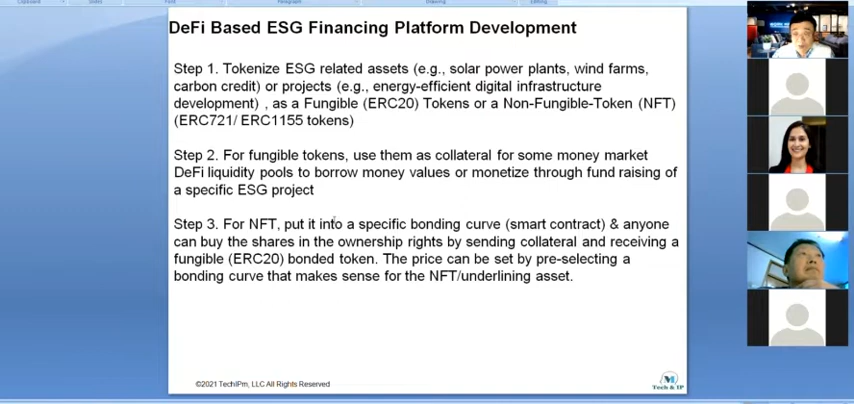 Clipboard
Slides
Font
Paragraph
Drawing
Editing
DeFi Based ESG Financing Platform Development
Step 1. Tokenize ESG related assets (e.g., solar power plants, wind farms,
carbon credit) or projects (e.g., energy-efficient digital infrastructure
development) , as a Fungible (ERC20) Tokens or a Non-Fungible-Token (NFT)
(ERC721/ ERC1155 tokens)
Step 2. For fungible tokens, use them as collateral for some money market
DeFi liquidity pools to borrow money values or monetize through fund raising of
a specific ESG project
Step 3. For NFT, put it into a specific bonding curve (smart contract) & anyone
can buy the shares in the ownership rights by sending collateral and receiving a
fungible (ERC20) bonded token. The price can be set by pre-selecting a
bonding curve that makes sense for the NFT/underlining asset.
©2021 TechIPm, LLC All Rights Reserved
Tech & IP